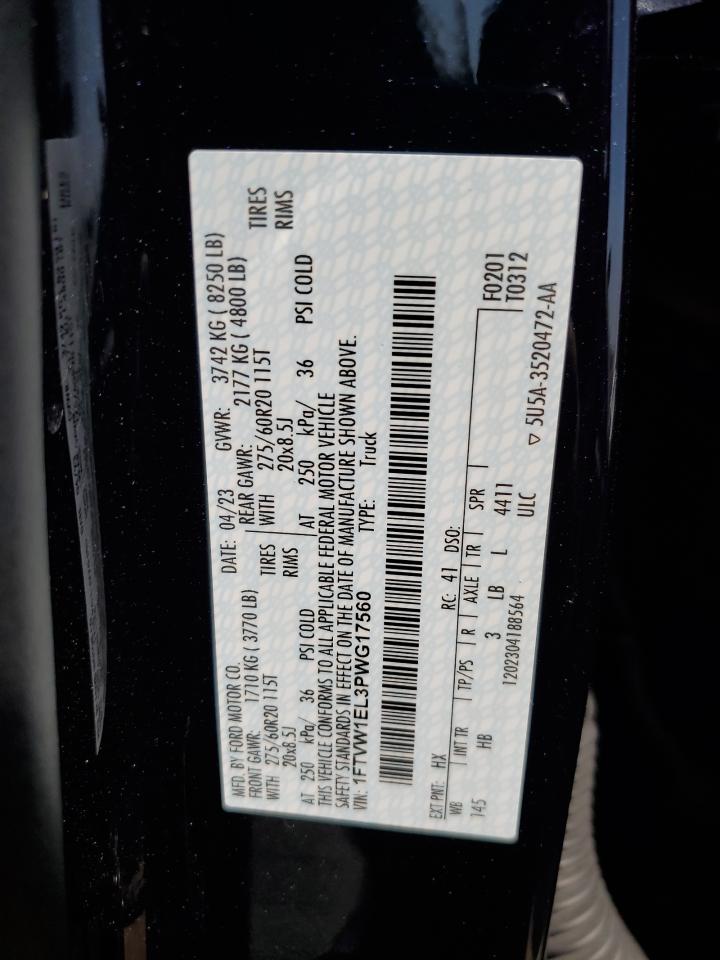 MFD. BY FORD MOTOR CO.
DATE: 04/23 GVWR: 3742 KG ( 8250 LB)
FRONT GAWR: 1710 KG ( 3770 LB) REAR GAWR: 2177 KG ( 4800 LB)
WITH 275/60R20 115T TIRES WITH 275/60R20 115T TIRES
20x8.5J RIMS 20x8.5J RIMS
AT 250 kPa/ 36 PSI COLD AT 250 kPa/ 36 PSI COLD
THIS VEHICLE CONFORMS TO ALL APPLICABLE FEDERAL MOTOR VEHICLE
SAFETY STANDARDS IN EFFECT ON THE DATE OF MANUFACTURE SHOWN ABOVE.
VIN: 1FTVW1EL3PWG17560 TYPE: Truck
EXT PNT: HX RC: 41 DSO:
WB INT TR TP/PS R AXLE TR SPR
145 HB 3 LB L 4411
1202304188564 ULC
F0201
T0312
▽ 5U5A-3520472-AA